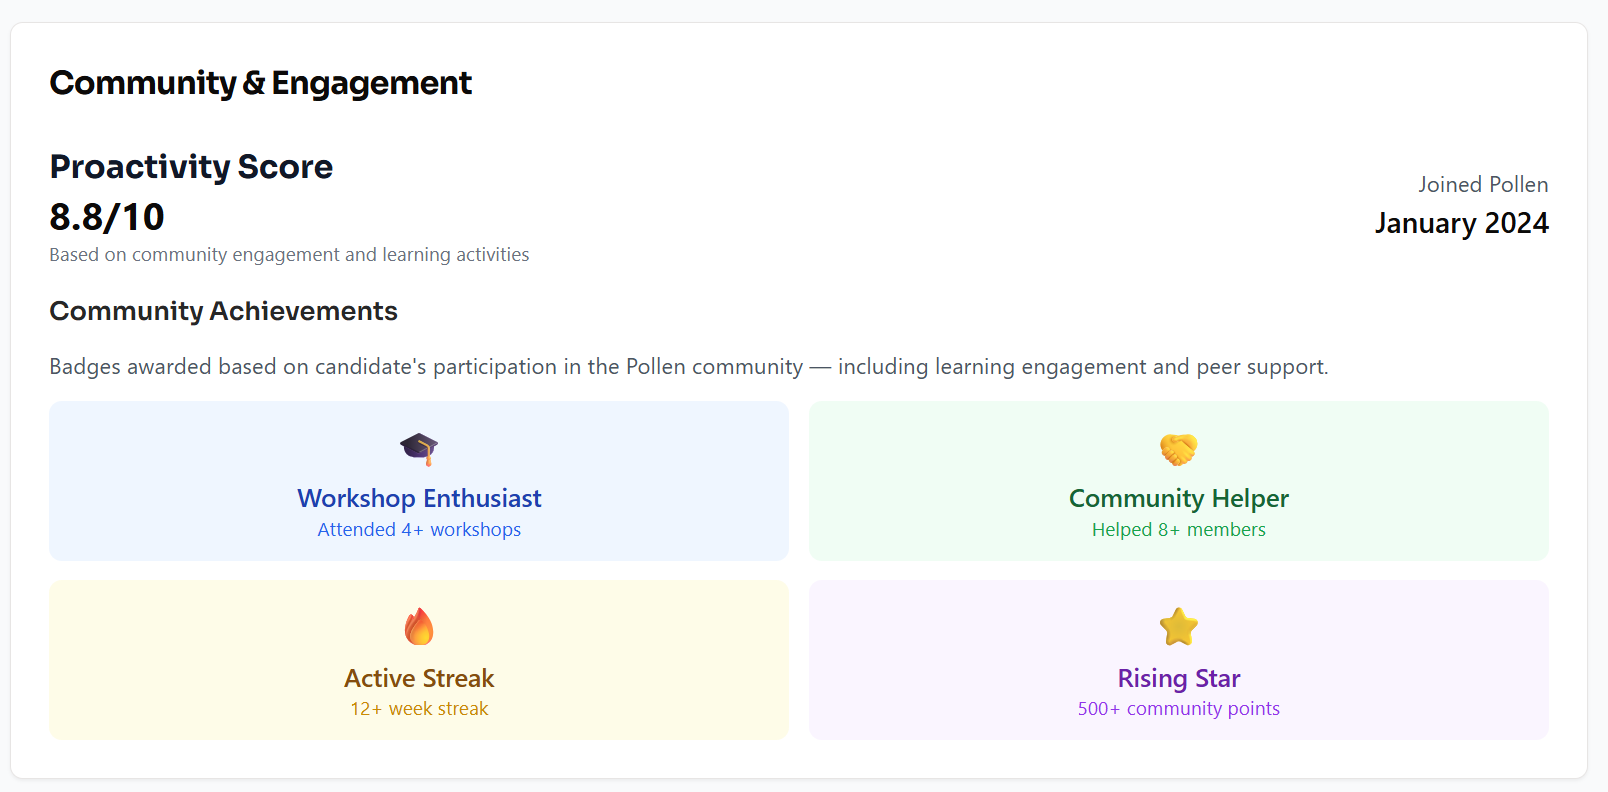 Community & Engagement
Proactivity Score
8.8/10
Based on community engagement and learning activities
Joined Pollen
January 2024
Community Achievements
Badges awarded based on candidate's participation in the Pollen community — including learning engagement and peer support.
Workshop Enthusiast
Attended 4+ workshops
Community Helper
Helped 8+ members
Active Streak
12+ week streak
Rising Star
500+ community points